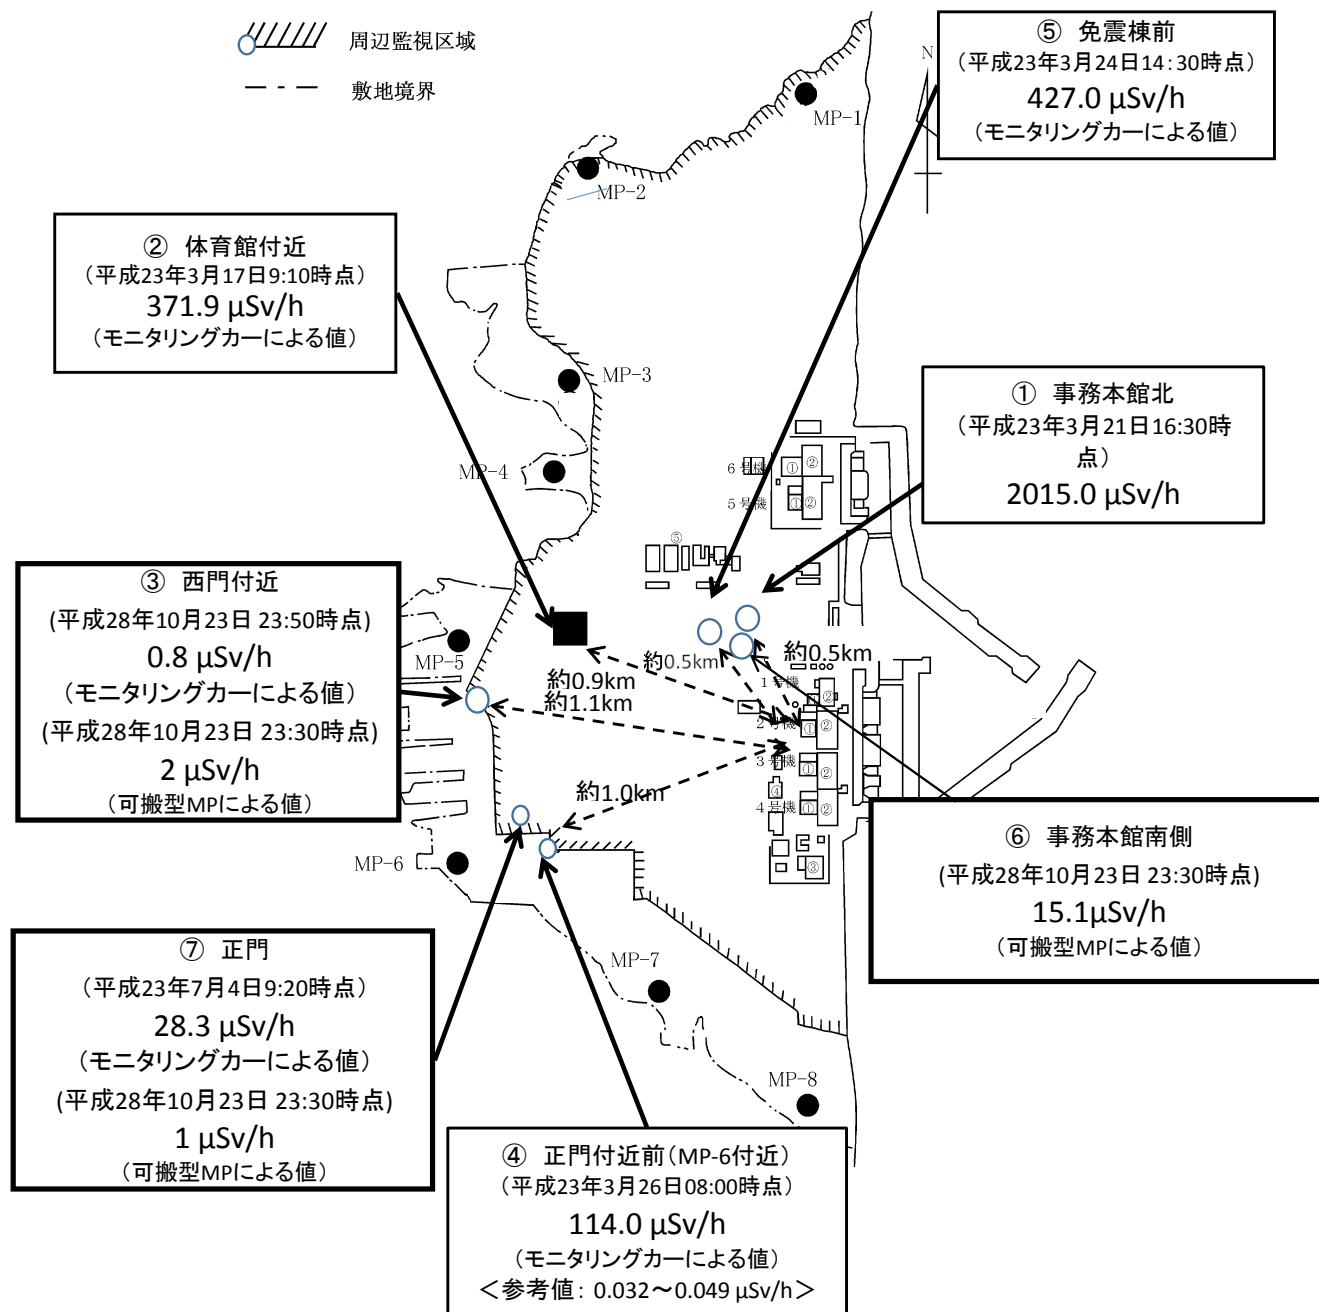 周辺監視区域
敷地境界
⑤ 免震棟前
(平成23年3月24日14:30時点)
427.0 µSv/h
(モニタリングカーによる値)
N
MP-1
MP-2
② 体育館付近
(平成23年3月17日9:10時点)
371.9 µSv/h
(モニタリングカーによる値)
MP-3
① 事務本館北
(平成23年3月21日16:30時
点)
2015.0 µSv/h
MP-4
6号機
①
②
5号機
①
②
⑤
③ 西門付近
(平成28年10月23日 23:50時点)
0.8 µSv/h
(モニタリングカーによる値)
(平成28年10月23日 23:30時点)
2 µSv/h
(可搬型MPによる値)
MP-5
約0.5km
約0.5km
約0.9km
約1.1km
1号機
②
2号機
①
②
3号機
①
②
④
4号機
①
②
③
約1.0km
MP-6
⑥ 事務本館南側
(平成28年10月23日 23:30時点)
15.1µSv/h
(可搬型MPによる値)
⑦ 正門
(平成23年7月4日9:20時点)
28.3 µSv/h
(モニタリングカーによる値)
(平成28年10月23日 23:30時点)
1 µSv/h
(可搬型MPによる値)
MP-7
MP-8
④ 正門付近前(MP-6付近)
(平成23年3月26日08:00時点)
114.0 µSv/h
(モニタリングカーによる値)
<参考値: 0.032～0.049 µSv/h>